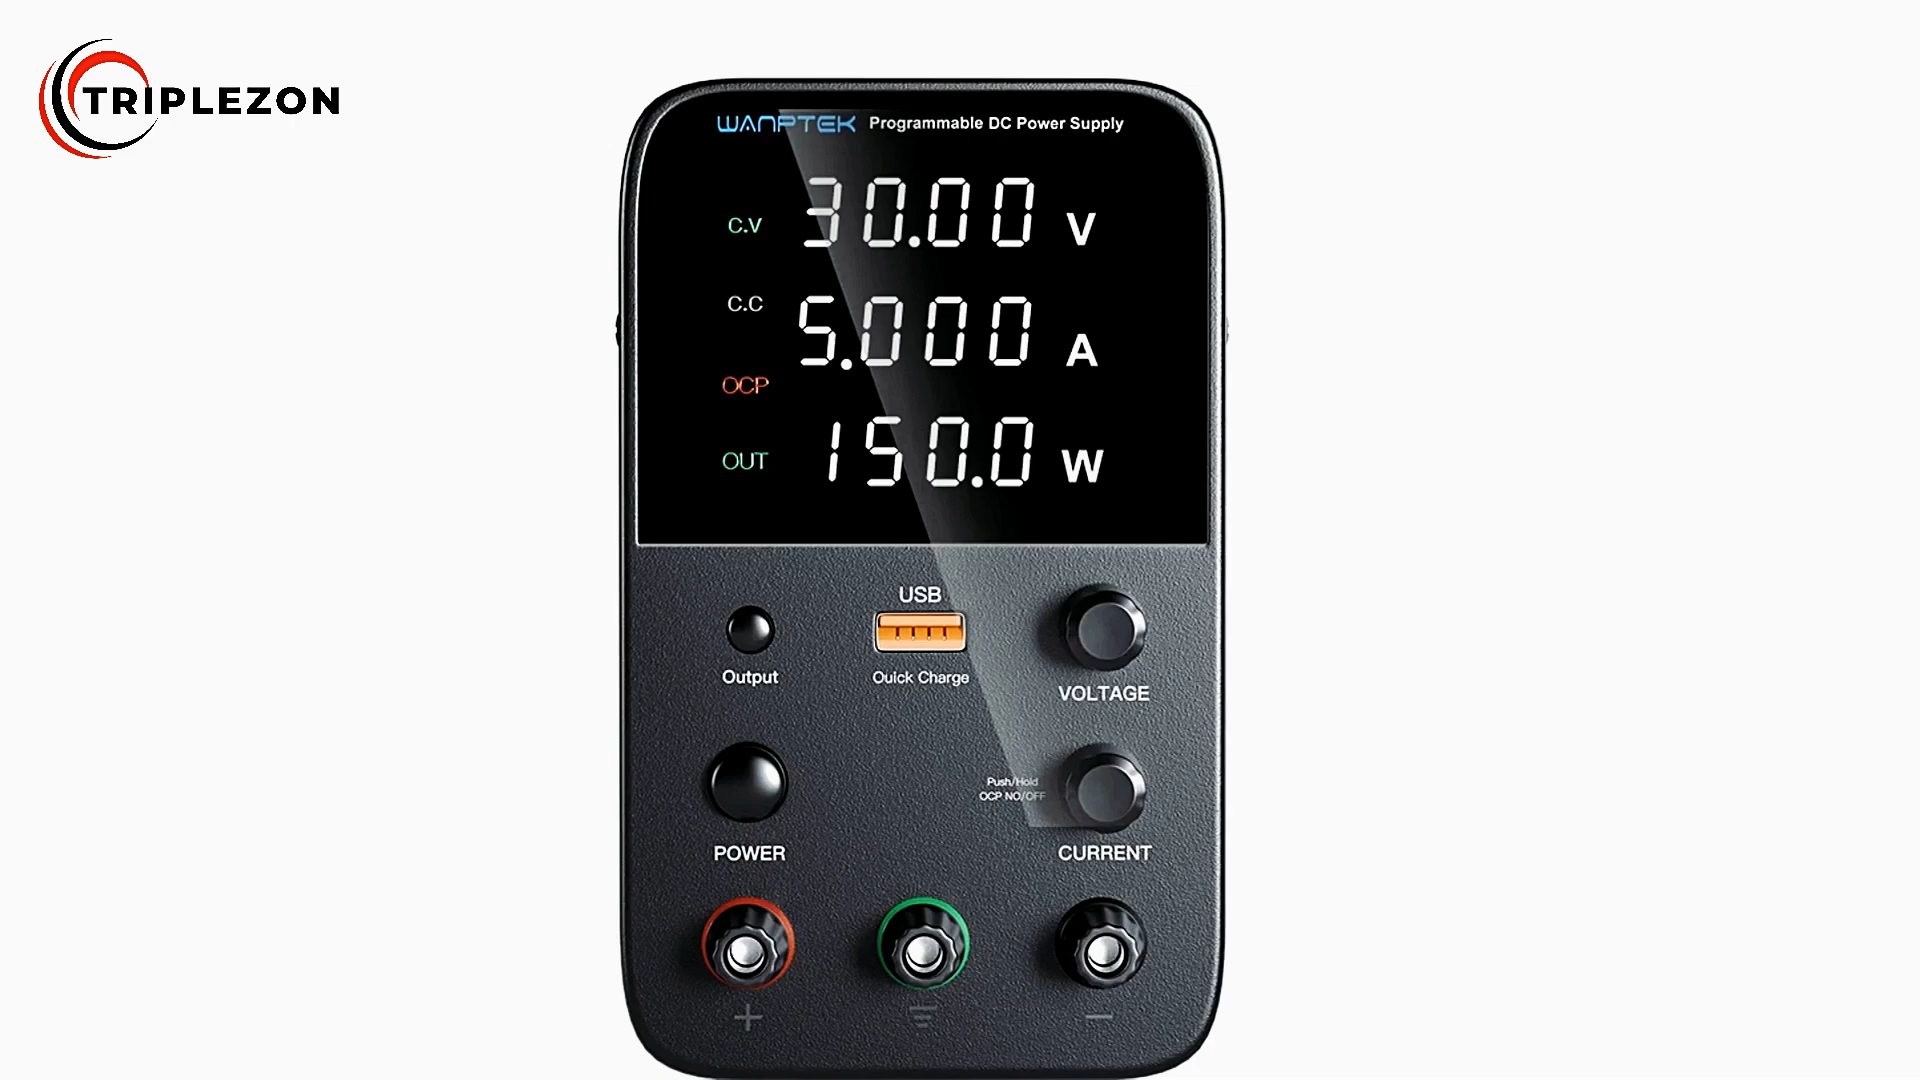 TRIPLEZON
WANPTEK Programmable DC Power Supply
C.V 30.00 V
C.C 5.000 A
OCP
OUT 150.0 W
USB
Output
Ouick Charge
VOLTAGE
Push/Hold
OCP NO/OFF
POWER
CURRENT
+
−